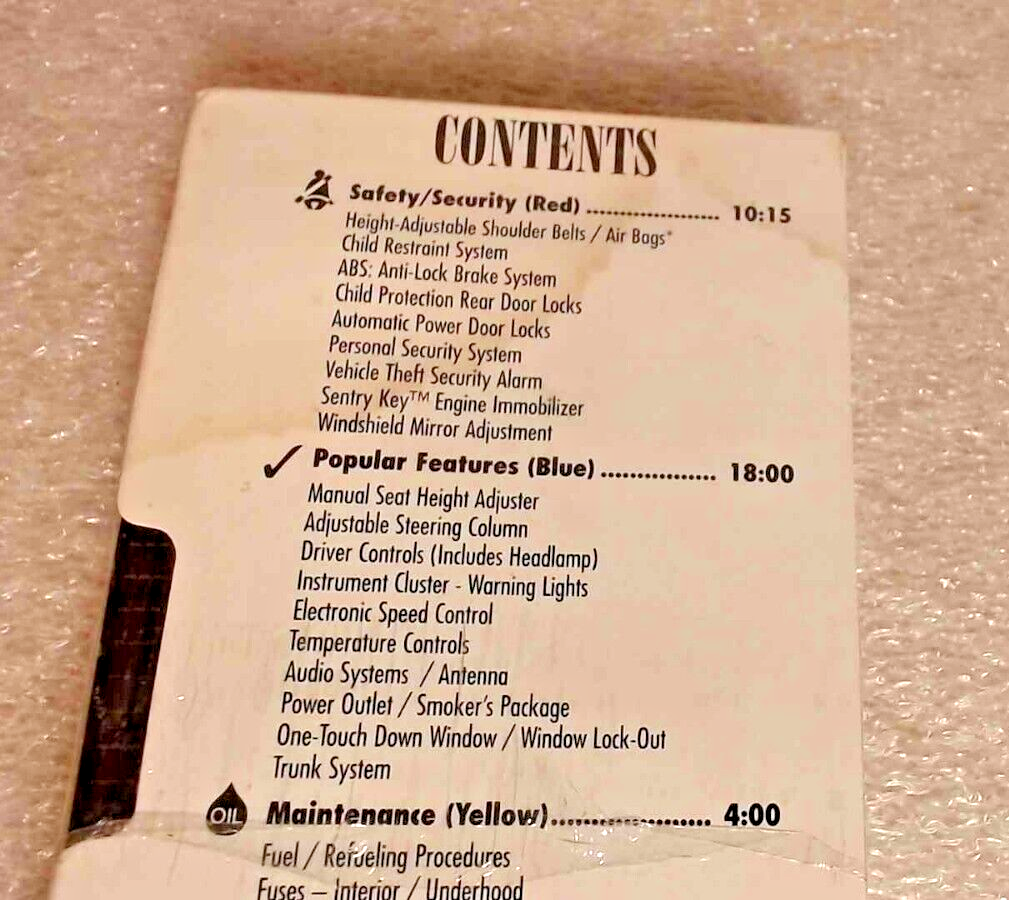 CONTENTS
Safety/Security (Red) .................... 10:15
Height-Adjustable Shoulder Belts / Air Bags*
Child Restraint System
ABS: Anti-Lock Brake System
Child Protection Rear Door Locks
Automatic Power Door Locks
Personal Security System
Vehicle Theft Security Alarm
Sentry Key™ Engine Immobilizer
Windshield Mirror Adjustment
Popular Features (Blue) ................. 18:00
Manual Seat Height Adjuster
Adjustable Steering Column
Driver Controls (Includes Headlamp)
Instrument Cluster - Warning Lights
Electronic Speed Control
Temperature Controls
Audio Systems / Antenna
Power Outlet / Smoker's Package
One-Touch Down Window / Window Lock-Out
Trunk System
OIL Maintenance (Yellow)....................... 4:00
Fuel / Refueling Procedures
Fuses – Interior / Underhood